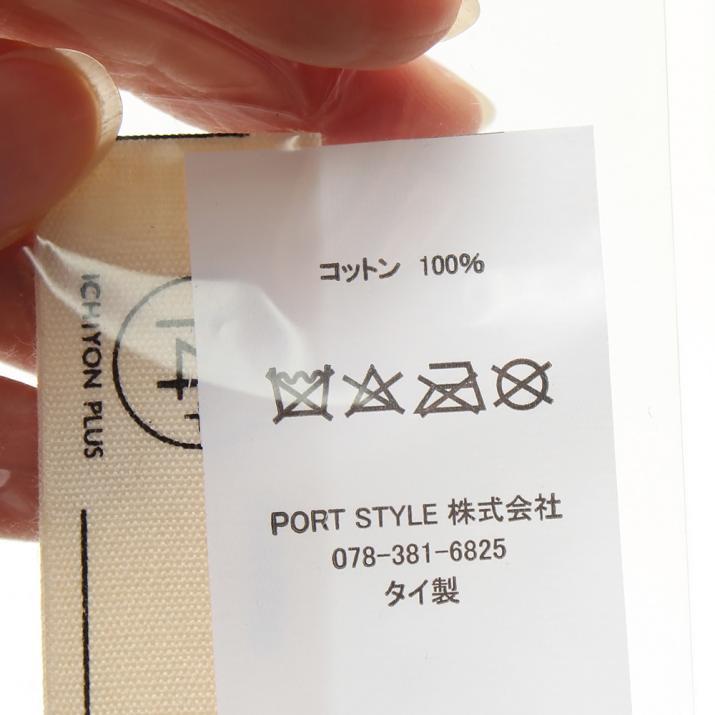 ICHIYON PLUS
14+
コットン 100%
PORT STYLE 株式会社
078-381-6825
タイ製